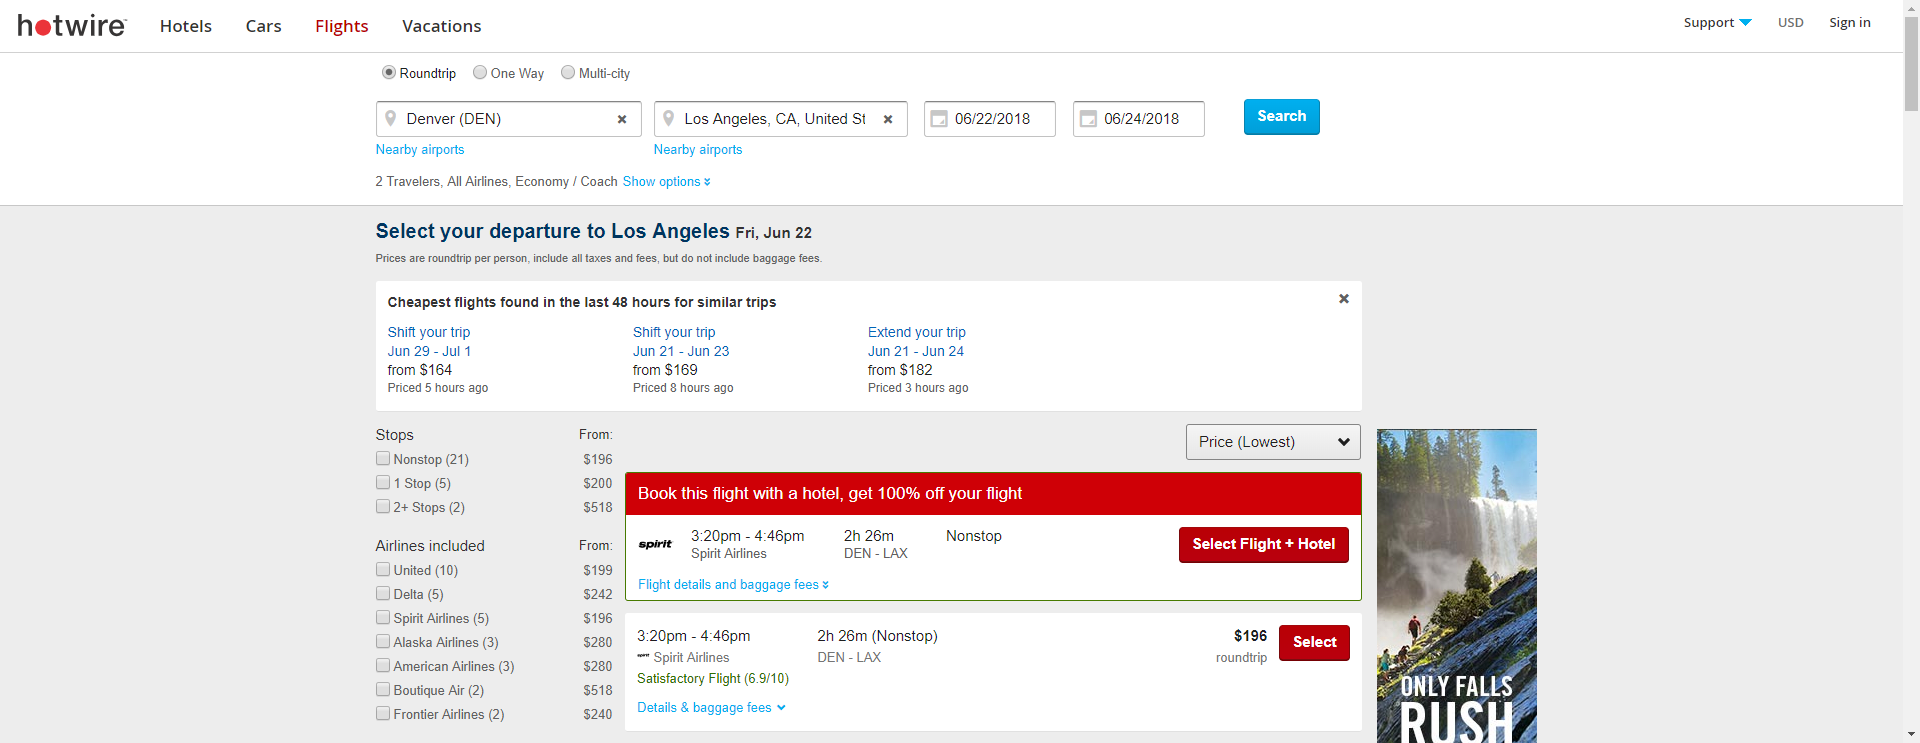 hotwire
Hotels Cars Flights Vacations
Support USD Sign in
Roundtrip One Way Multi-city
Denver (DEN) Los Angeles, CA, United St 06/22/2018 06/24/2018 Search
Nearby airports Nearby airports
2 Travelers, All Airlines, Economy / Coach Show options
Select your departure to Los Angeles Fri, Jun 22
Prices are roundtrip per person, include all taxes and fees, but do not include baggage fees.
Cheapest flights found in the last 48 hours for similar trips
Shift your trip
Jun 29 - Jul 1
from $164
Priced 5 hours ago
Shift your trip
Jun 21 - Jun 23
from $169
Priced 8 hours ago
Extend your trip
Jun 21 - Jun 24
from $182
Priced 3 hours ago
Stops From:
Nonstop (21) $196
1 Stop (5) $200
2+ Stops (2) $518
Airlines included From:
United (10) $199
Delta (5) $242
Spirit Airlines (5) $196
Alaska Airlines (3) $280
American Airlines (3) $280
Boutique Air (2) $518
Frontier Airlines (2) $240
Price (Lowest)
Book this flight with a hotel, get 100% off your flight
spirit 3:20pm - 4:46pm 2h 26m Nonstop
Spirit Airlines DEN - LAX
Select Flight + Hotel
Flight details and baggage fees
3:20pm - 4:46pm 2h 26m (Nonstop) $196 Select
spirit Spirit Airlines DEN - LAX roundtrip
Satisfactory Flight (6.9/10)
Details & baggage fees
ONLY FALLS
RUSH